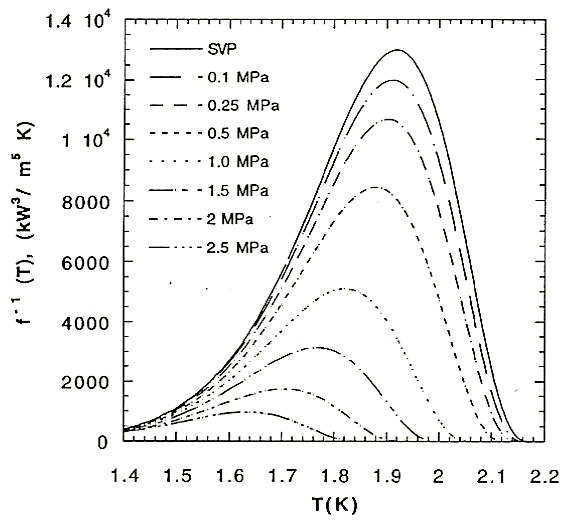 1.4 10⁴
1.2 10⁴
1 10⁴
8000
6000
4000
2000
0
f⁻¹ (T), (kW³/ m⁵ K)
SVP
0.1 MPa
0.25 MPa
0.5 MPa
1.0 MPa
1.5 MPa
2 MPa
2.5 MPa
1.4 1.5 1.6 1.7 1.8 1.9 2 2.1 2.2
T(K)